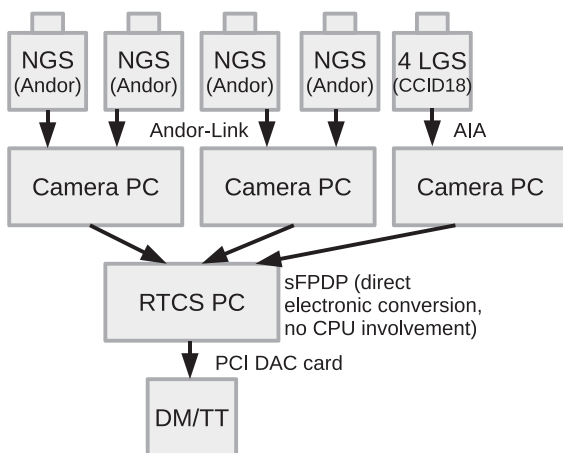 NGS
(Andor)
NGS
(Andor)
NGS
(Andor)
NGS
(Andor)
4 LGS
(CCID18)
Andor-Link
AIA
Camera PC
Camera PC
Camera PC
RTCS PC
sFPDP (direct
electronic conversion,
no CPU involvement)
PCI DAC card
DM/TT